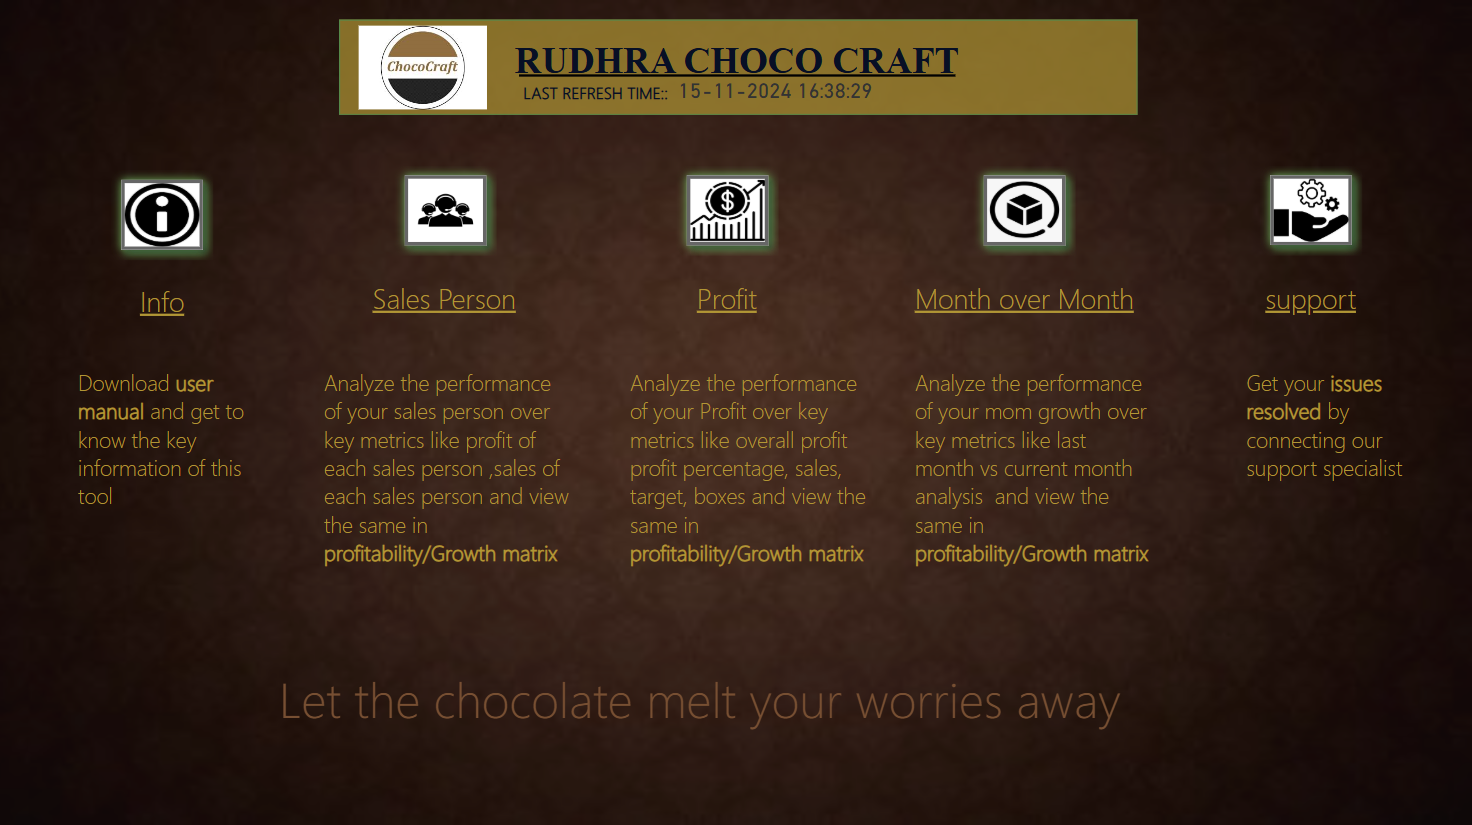 ChocoCraft
RUDHRA CHOCO CRAFT
LAST REFRESH TIME:: 15-11-2024 16:38:29
Info
Sales Person
Profit
Month over Month
support
Download user
manual and get to
know the key
information of this
tool
Analyze the performance
of your sales person over
key metrics like profit of
each sales person ,sales of
each sales person and view
the same in
profitability/Growth matrix
Analyze the performance
of your Profit over key
metrics like overall profit
profit percentage, sales,
target, boxes and view the
same in
profitability/Growth matrix
Analyze the performance
of your mom growth over
key metrics like last
month vs current month
analysis  and view the
same in
profitability/Growth matrix
Get your issues
resolved by
connecting our
support specialist
Let the chocolate melt your worries away